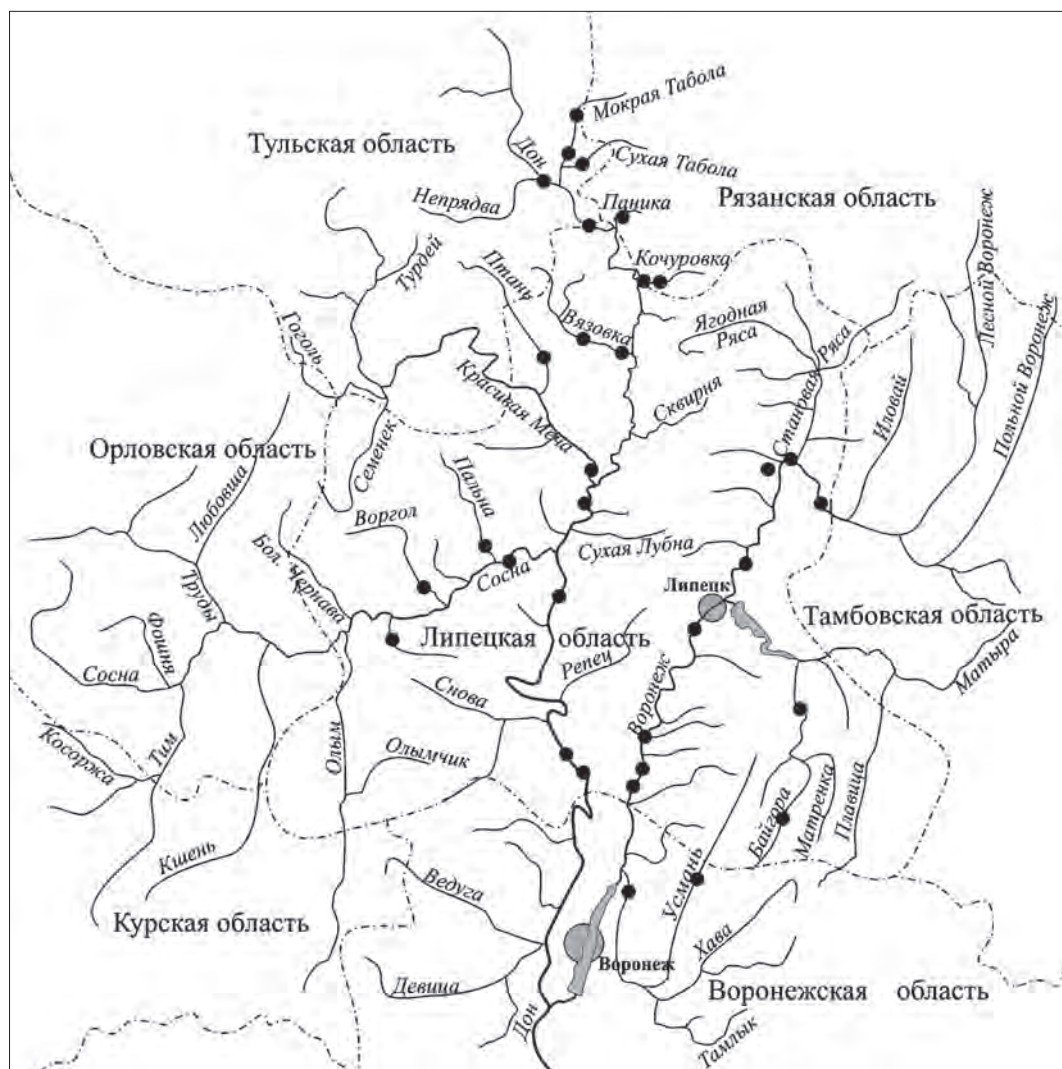 Мокрая Табола
Тульская область
Дон
Сухая Табола
Непрядва
Паника
Рязанская область
Турдей
Птань
Кочуровка
Лесной Воронеж
Гоголь
Вязовка
Ягодная
Ряса
Становая Ряса
Польной Воронеж
Красивая Меча
Сквирня
Иловай
Орловская область
Любовша
Семенек
Пальна
Воргол
Бол. Чернава
Сосна
Сухая Лубна
Липецк
Труды
Тамбовская область
Фошня
Липецкая область
Репец
Матыра
Сосна
Снова
Воронеж
Косоржа
Тим
Олым
Олымчик
Байгора
Матренка
Плавица
Кшень
Ведуга
Усмань
Курская область
Хава
Воронеж
Девица
Дон
Воронежская область
Тамлык